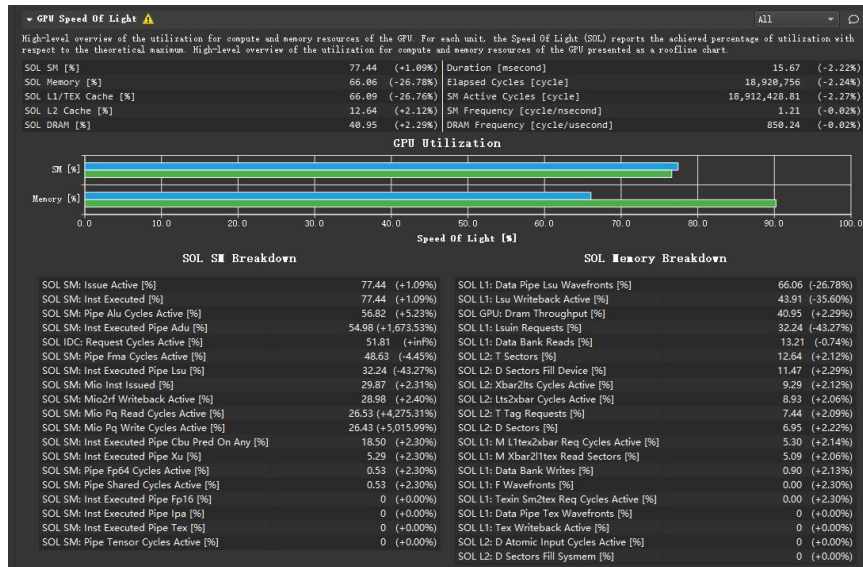 GPU Speed Of Light
All
High-level overview of the utilization for compute and memory resources of the GPU. For each unit, the Speed Of Light (SOL) reports the achieved percentage of utilization with
respect to the theoretical maximum. High-level overview of the utilization for compute and memory resources of the GPU presented as a roofline chart.
SOL SM [%] 77.44 (+1.09%) Duration [msecond] 15.67 (-2.22%)
SOL Memory [%] 66.06 (-26.78%) Elapsed Cycles [cycle] 18,920,756 (-2.24%)
SOL L1/TEX Cache [%] 66.09 (-26.76%) SM Active Cycles [cycle] 18,912,428.81 (-2.27%)
SOL L2 Cache [%] 12.64 (+2.12%) SM Frequency [cycle/nsecond] 1.21 (-0.02%)
SOL DRAM [%] 40.95 (+2.29%) DRAM Frequency [cycle/usecond] 850.24 (-0.02%)
GPU Utilization
SM [%]
Memory [%]
0.0 10.0 20.0 30.0 40.0 50.0 60.0 70.0 80.0 90.0 100.0
Speed Of Light [%]
SOL SM Breakdown
SOL SM: Issue Active [%] 77.44 (+1.09%)
SOL SM: Inst Executed [%] 77.44 (+1.09%)
SOL SM: Pipe Alu Cycles Active [%] 56.82 (+5.23%)
SOL SM: Inst Executed Pipe Adu [%] 54.98 (+1,673.53%)
SOL IDC: Request Cycles Active [%] 51.81 (+inf%)
SOL SM: Pipe Fma Cycles Active [%] 48.63 (-4.45%)
SOL SM: Inst Executed Pipe Lsu [%] 32.24 (-43.27%)
SOL SM: Mio Inst Issued [%] 29.87 (+2.31%)
SOL SM: Mio2rf Writeback Active [%] 28.98 (+2.40%)
SOL SM: Mio Pq Read Cycles Active [%] 26.53 (+4,275.31%)
SOL SM: Mio Pq Write Cycles Active [%] 26.43 (+5,015.99%)
SOL SM: Inst Executed Pipe Cbu Pred On Any [%] 18.50 (+2.30%)
SOL SM: Inst Executed Pipe Xu [%] 5.29 (+2.30%)
SOL SM: Pipe Fp64 Cycles Active [%] 0.53 (+2.30%)
SOL SM: Pipe Shared Cycles Active [%] 0.53 (+2.30%)
SOL SM: Inst Executed Pipe Fp16 [%] 0 (+0.00%)
SOL SM: Inst Executed Pipe Ipa [%] 0 (+0.00%)
SOL SM: Inst Executed Pipe Tex [%] 0 (+0.00%)
SOL SM: Pipe Tensor Cycles Active [%] 0 (+0.00%)
SOL Memory Breakdown
SOL L1: Data Pipe Lsu Wavefronts [%] 66.06 (-26.78%)
SOL L1: Lsu Writeback Active [%] 43.91 (-35.60%)
SOL GPU: Dram Throughput [%] 40.95 (+2.29%)
SOL L1: Lsuin Requests [%] 32.24 (-43.27%)
SOL L1: Data Bank Reads [%] 13.21 (-0.74%)
SOL L2: T Sectors [%] 12.64 (+2.12%)
SOL L2: D Sectors Fill Device [%] 11.47 (+2.29%)
SOL L2: Xbar2lts Cycles Active [%] 9.29 (+2.12%)
SOL L2: Lts2xbar Cycles Active [%] 8.93 (+2.06%)
SOL L2: T Tag Requests [%] 7.44 (+2.09%)
SOL L2: D Sectors [%] 6.95 (+2.22%)
SOL L1: M L1tex2xbar Req Cycles Active [%] 5.30 (+2.14%)
SOL L1: M Xbar2l1tex Read Sectors [%] 5.09 (+2.06%)
SOL L1: Data Bank Writes [%] 0.90 (+2.13%)
SOL L1: F Wavefronts [%] 0.00 (+2.30%)
SOL L1: Texin Sm2tex Req Cycles Active [%] 0.00 (+2.30%)
SOL L1: Data Pipe Tex Wavefronts [%] 0 (+0.00%)
SOL L1: Tex Writeback Active [%] 0 (+0.00%)
SOL L2: D Atomic Input Cycles Active [%] 0 (+0.00%)
SOL L2: D Sectors Fill Sysmem [%] 0 (+0.00%)